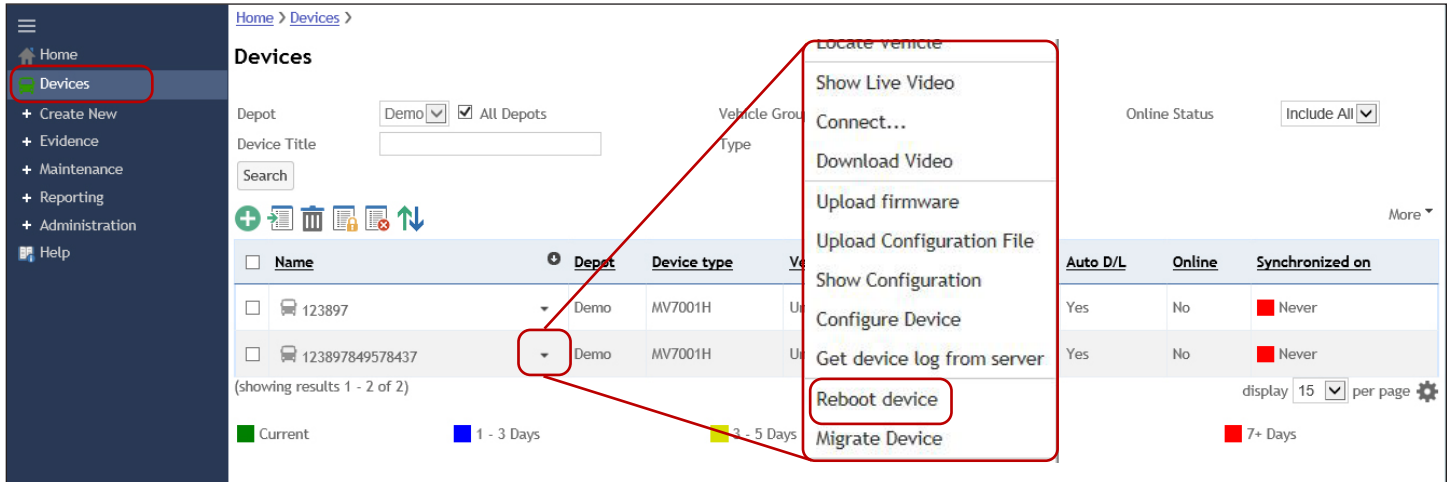 Home > Devices >
Home
Devices
+ Create New
+ Evidence
+ Maintenance
+ Reporting
+ Administration
Help
Devices
Depot Demo All Depots Vehicle Online Status Include All
Device Title Type
Search
More
Name Depot Device type Auto D/L Online Synchronized on
123897 Demo MV7001H Yes No Never
123897849578437 Demo MV7001H Yes No Never
(showing results 1 - 2 of 2) display 15 per page
Current 1 - 3 Days 3 - 5 Days 7+ Days
Locate Vehicle
Show Live Video
Connect...
Download Video
Upload firmware
Upload Configuration File
Show Configuration
Configure Device
Get device log from server
Reboot device
Migrate Device